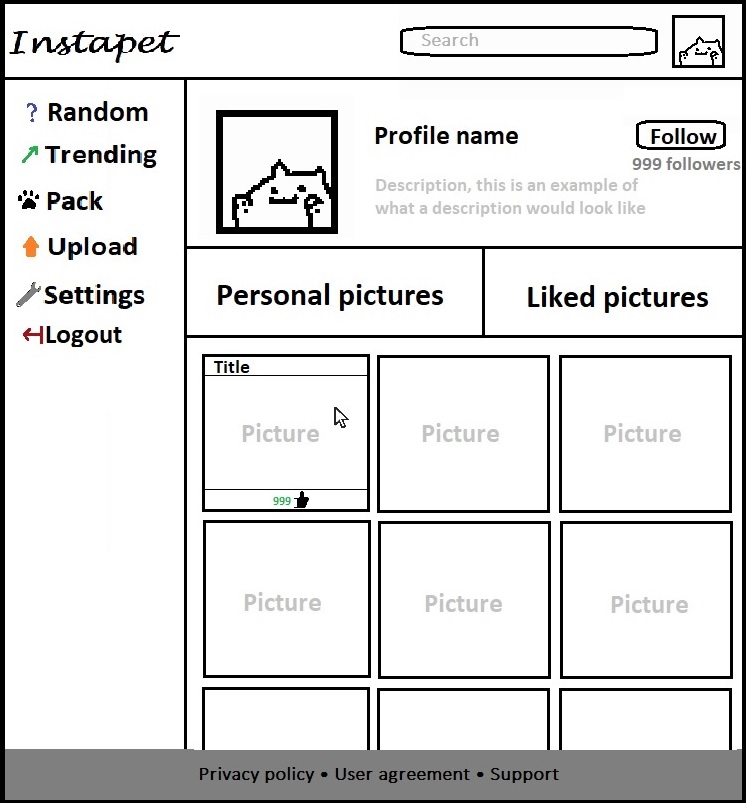 Instapet
Search
Random
Trending
Pack
Upload
Settings
Logout
Profile name
Follow
999 followers
Description, this is an example of
what a description would look like
Personal pictures
Liked pictures
Title
Picture
Picture
Picture
999
Picture
Picture
Picture
Privacy policy • User agreement • Support